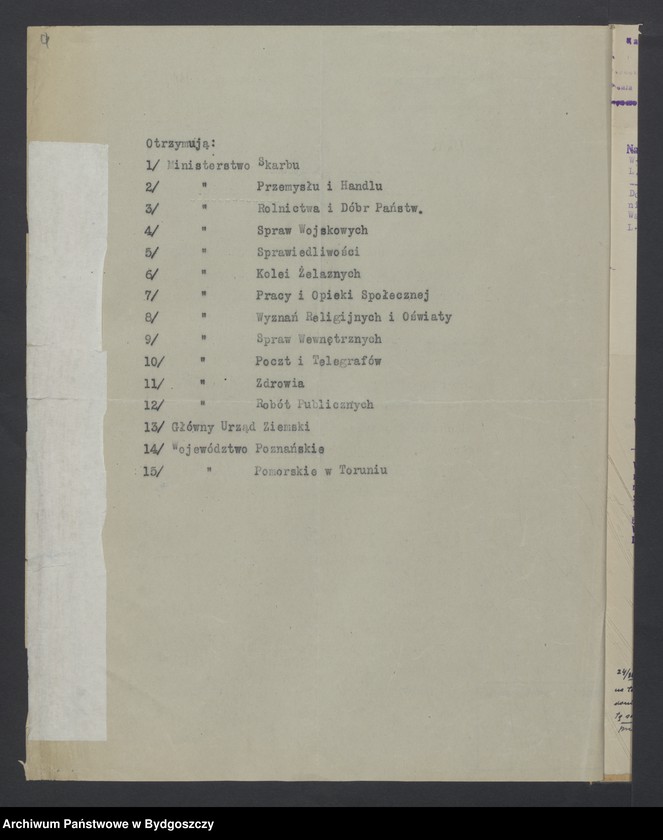 Otrzymują:
1/ Ministerstwo Skarbu
2/ " Przemysłu i Handlu
3/ " Rolnictwa i Dóbr Państw.
4/ " Spraw Wojskowych
5/ " Sprawiedliwości
6/ " Kolei Żelaznych
7/ " Pracy i Opieki Społecznej
8/ " Wyznań Religijnych i Oświaty
9/ " Spraw Wewnętrznych
10/ " Poczt i Telegrafów
11/ " Zdrowia
12/ " Robót Publicznych
13/ Główny Urząd Ziemski
14/ Województwo Poznańskie
15/ " Pomorskie w Toruniu
Archiwum Państwowe w Bydgoszczy